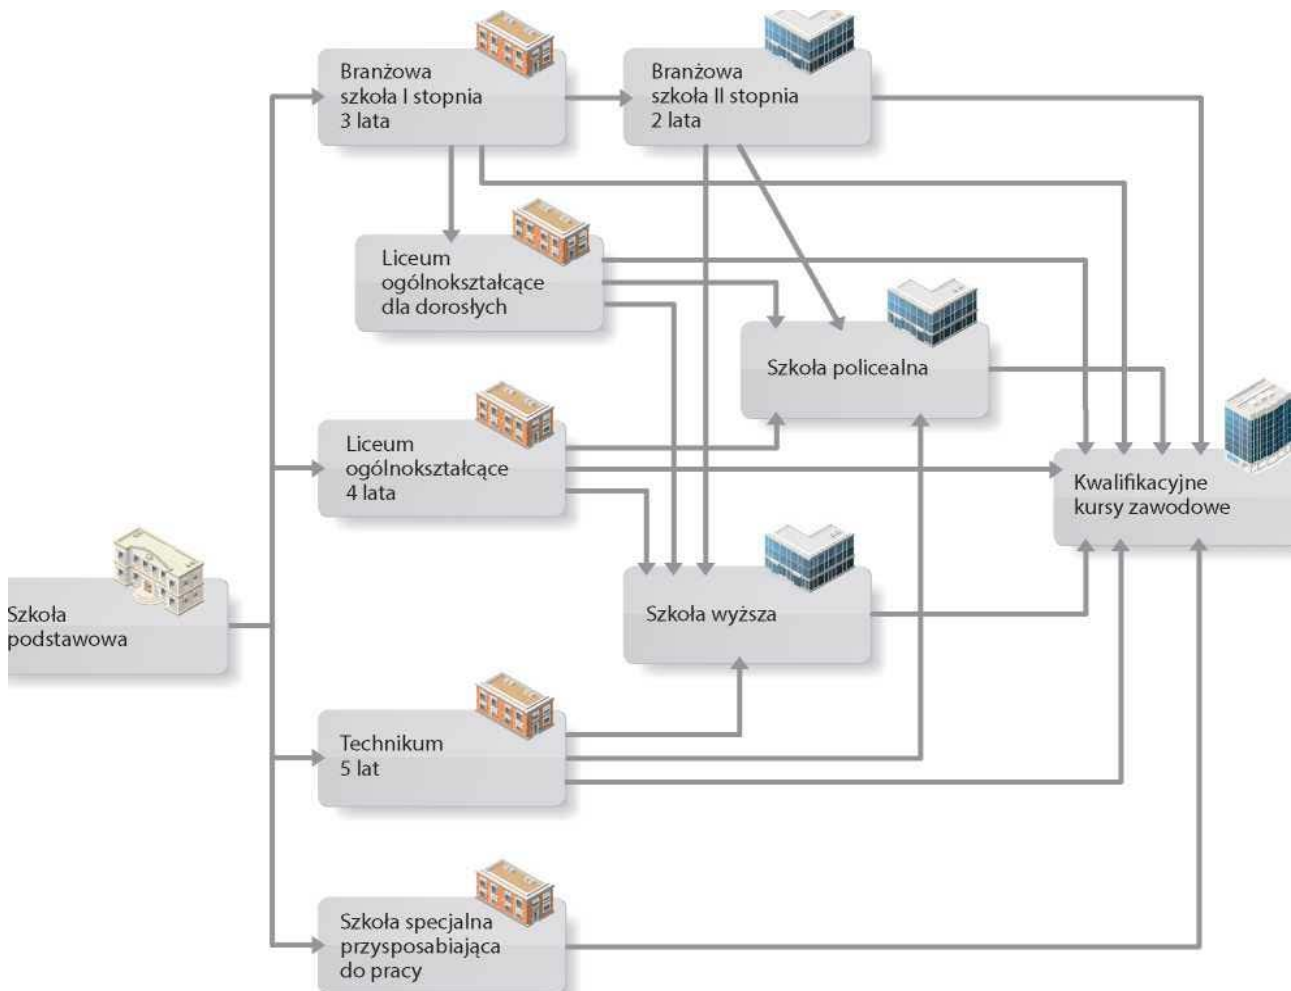 Branżowa
szkoła I stopnia
3 lata
Branżowa
szkoła II stopnia
2 lata
Liceum
ogólnokształcące
dla dorosłych
Szkoła policealna
Liceum
ogólnokształcące
4 lata
Kwalifikacyjne
kursy zawodowe
Szkoła
podstawowa
Szkoła wyższa
Technikum
5 lat
Szkoła specjalna
przysposabiająca
do pracy